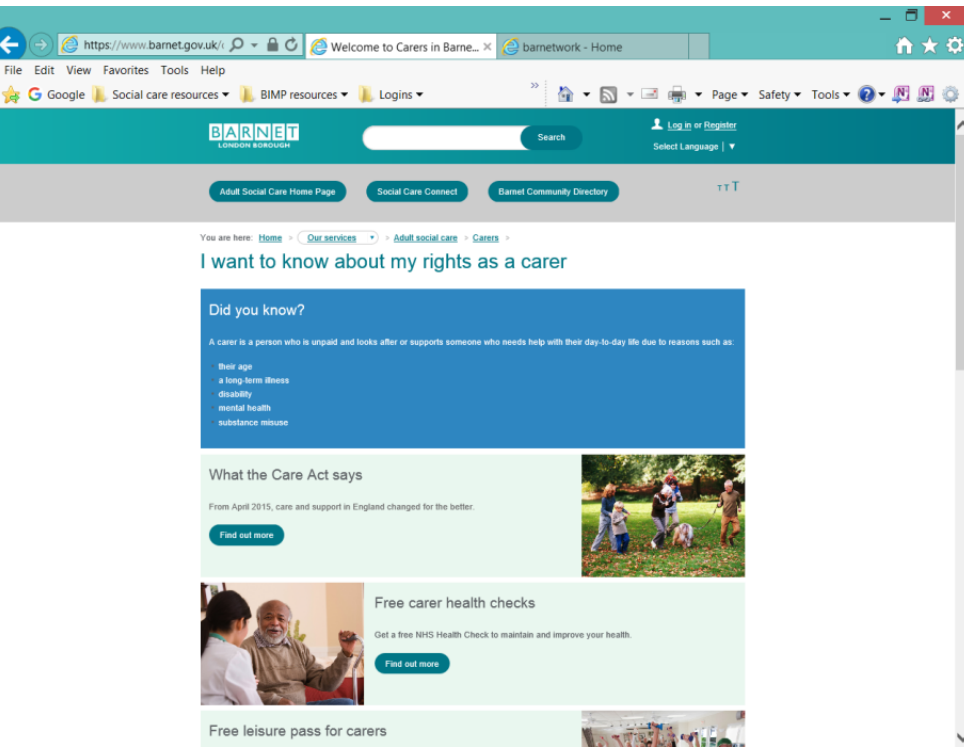 https://www.barnet.gov.uk/
Welcome to Carers in Barne...
barnetwork - Home
File Edit View Favorites Tools Help
Google Social care resources BIMP resources Logins Page Safety Tools
BARNET
LONDON BOROUGH
Search
Log in or Register
Select Language
Adult Social Care Home Page Social Care Connect Barnet Community Directory TTT
You are here: Home > Our services > Adult social care > Carers >
I want to know about my rights as a carer
Did you know?
A carer is a person who is unpaid and looks after or supports someone who needs help with their day-to-day life due to reasons such as:
their age
a long-term illness
disability
mental health
substance misuse
What the Care Act says
From April 2015, care and support in England changed for the better.
Find out more
Free carer health checks
Get a free NHS Health Check to maintain and improve your health.
Find out more
Free leisure pass for carers